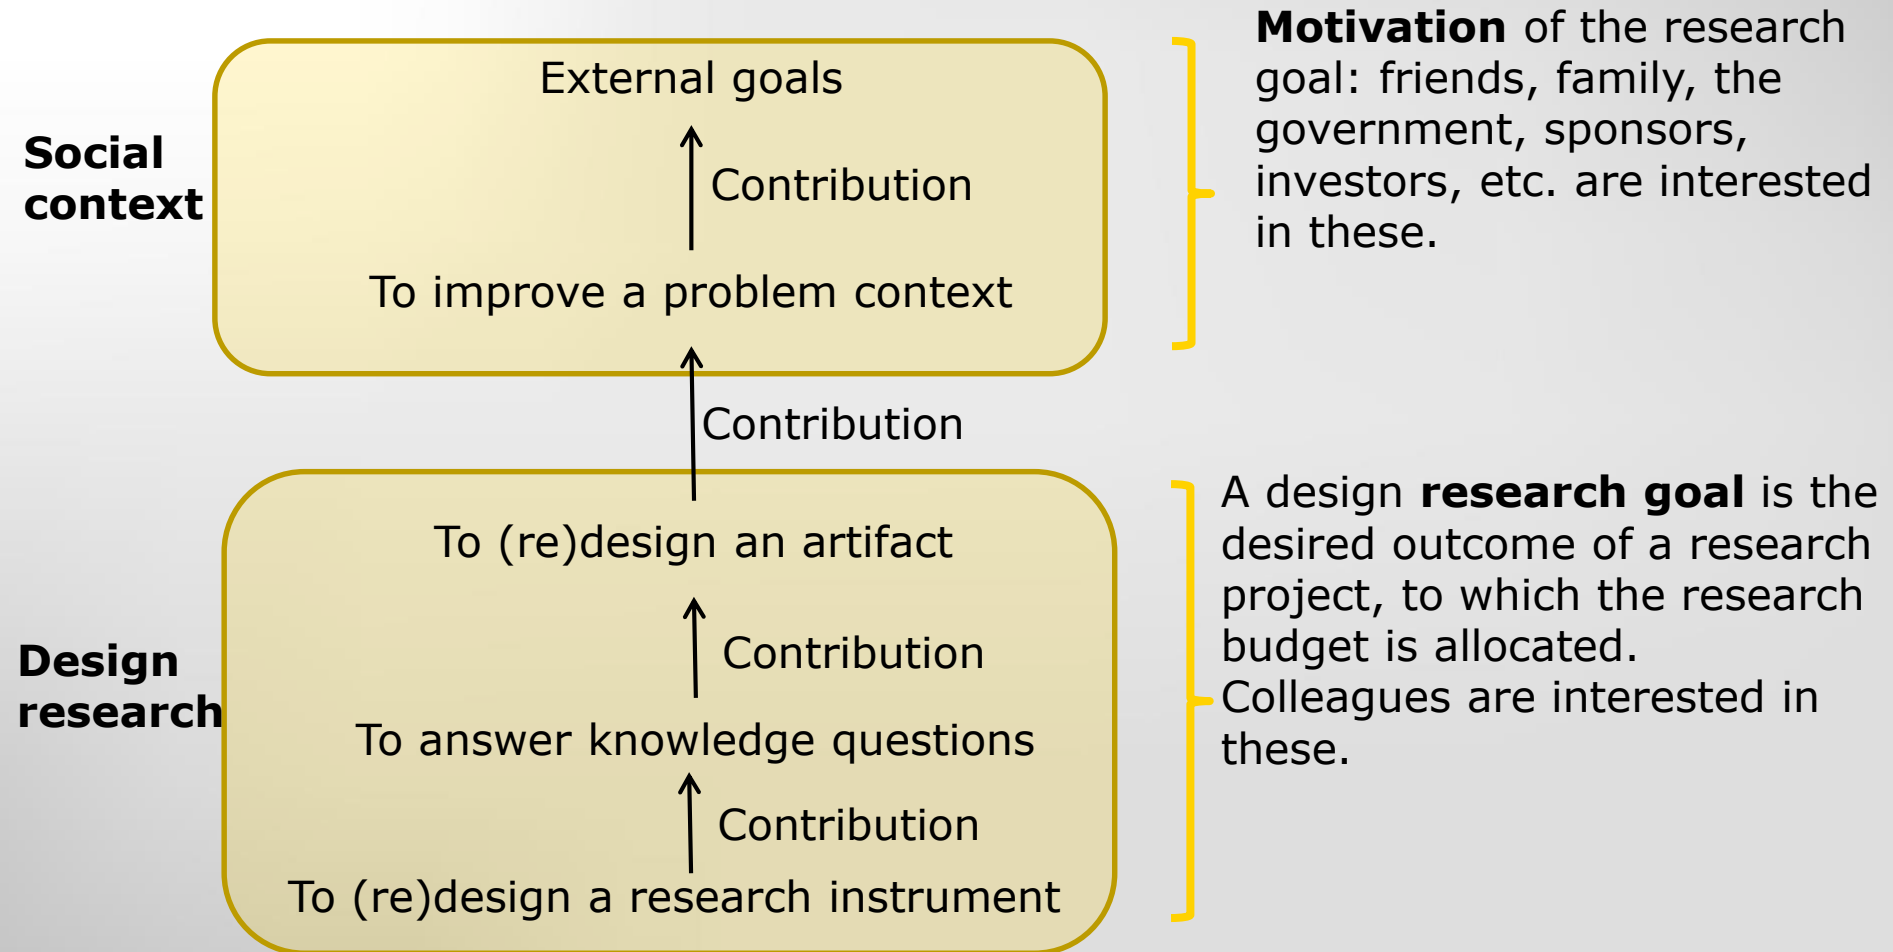 Social
context
External goals
Contribution
To improve a problem context
Motivation of the research
goal: friends, family, the
government, sponsors,
investors, etc. are interested
in these.
Contribution
Design
research
To (re)design an artifact
Contribution
To answer knowledge questions
Contribution
To (re)design a research instrument
A design research goal is the
desired outcome of a research
project, to which the research
budget is allocated.
Colleagues are interested in
these.